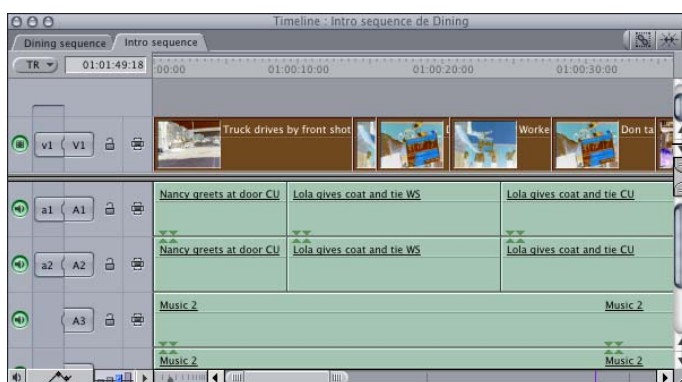 Timeline : Intro sequence de Dining
Dining sequence Intro sequence
TR 01:01:49:18 :00:00 01:00:10:00 01:00:20:00 01:00:30:00
v1 V1 Truck drives by front shot Worke Don ta
a1 A1 Nancy greets at door CU Lola gives coat and tie WS Lola gives coat and tie CU
a2 A2 Nancy greets at door CU Lola gives coat and tie WS Lola gives coat and tie CU
A3 Music 2 Music 2
Music 2 Music 2